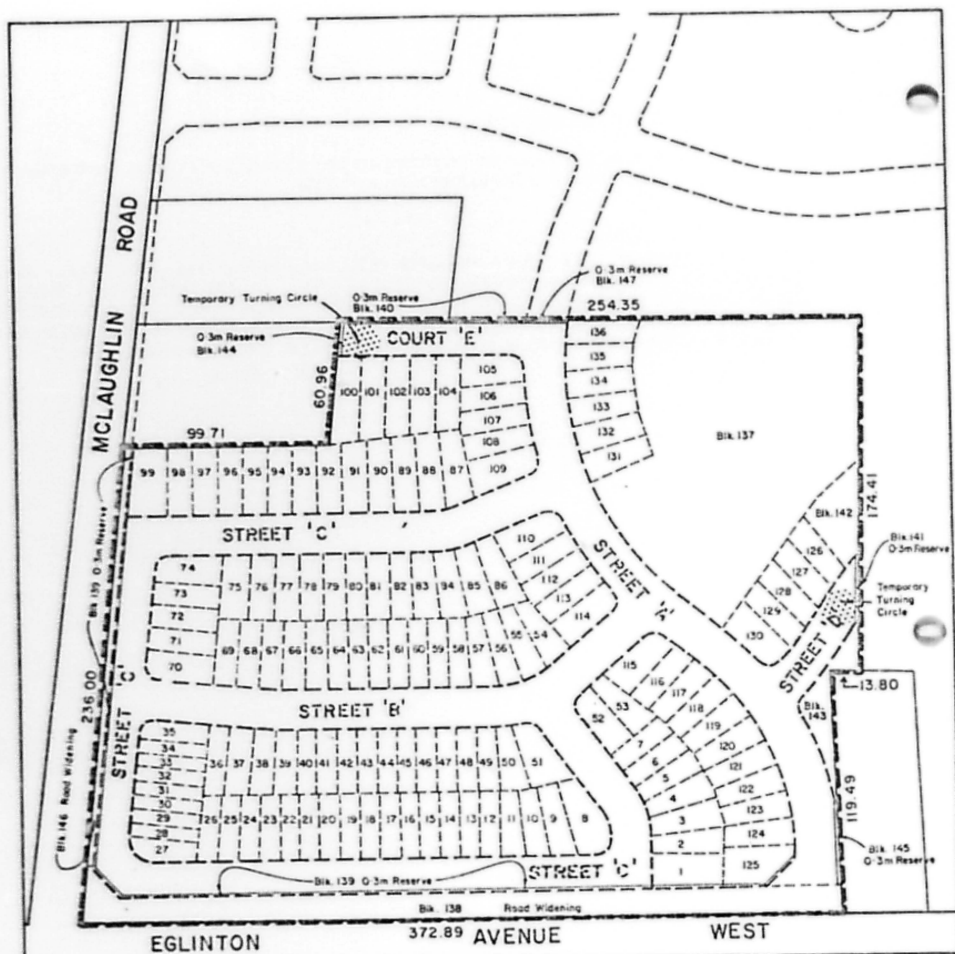 MCLAUGHLIN ROAD
Temporary Turning Circle
0·3m Reserve
Blk. 140
0·3m Reserve
Blk. 147
254.35
0·3m Reserve
Blk. 144
COURT 'E'
60.96
99.71
136
135
134
133
132
131
100 101 102 103 104
105
106
107
108
109
Blk. 137
99 98 97 96 95 94 93 92 91 90 89 88 87
STREET 'C'
Blk 139 0·3m Reserve
174.41
Blk. 142
126
127
128
129
130
Blk. 141
0·3m Reserve
Temporary
Turning
Circle
STREET 'D'
13.80
Blk.
143
STREET 'A'
110
111
112
113
114
74
73
72
71
70
75 76 77 78 79 80 81 82 83 94 85 86
69 68 67 66 65 64 63 62 61 60 59 58 57 56 55 54
STREET 'B'
236.00
STREET 'C'
Blk. 146 Road Widening
115
116
117
118
119
120
121
122
123
124
125
52
53
7
6
5
4
3
2
1
35
34
33
32
31
30
29
28
27
36 37 38 39 40 41 42 43 44 45 46 47 48 49 50 51
26 25 24 23 22 21 20 19 18 17 16 15 14 13 12 11 10 9 8
119.49
Blk. 145
0·3m Reserve
STREET 'C'
Blk. 139 0·3m Reserve
Blk. 138 Road Widening
372.89
EGLINTON AVENUE WEST